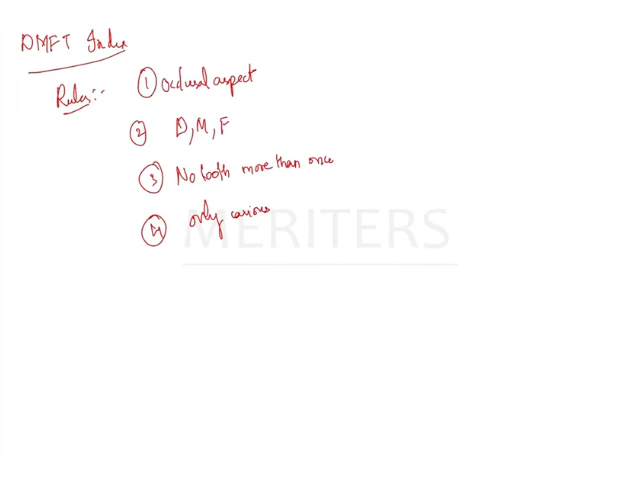 DMFT Index
Rules:-
① Occlusal aspect
② D, M, F
③ No tooth more than once
④ only carious
MERITERS